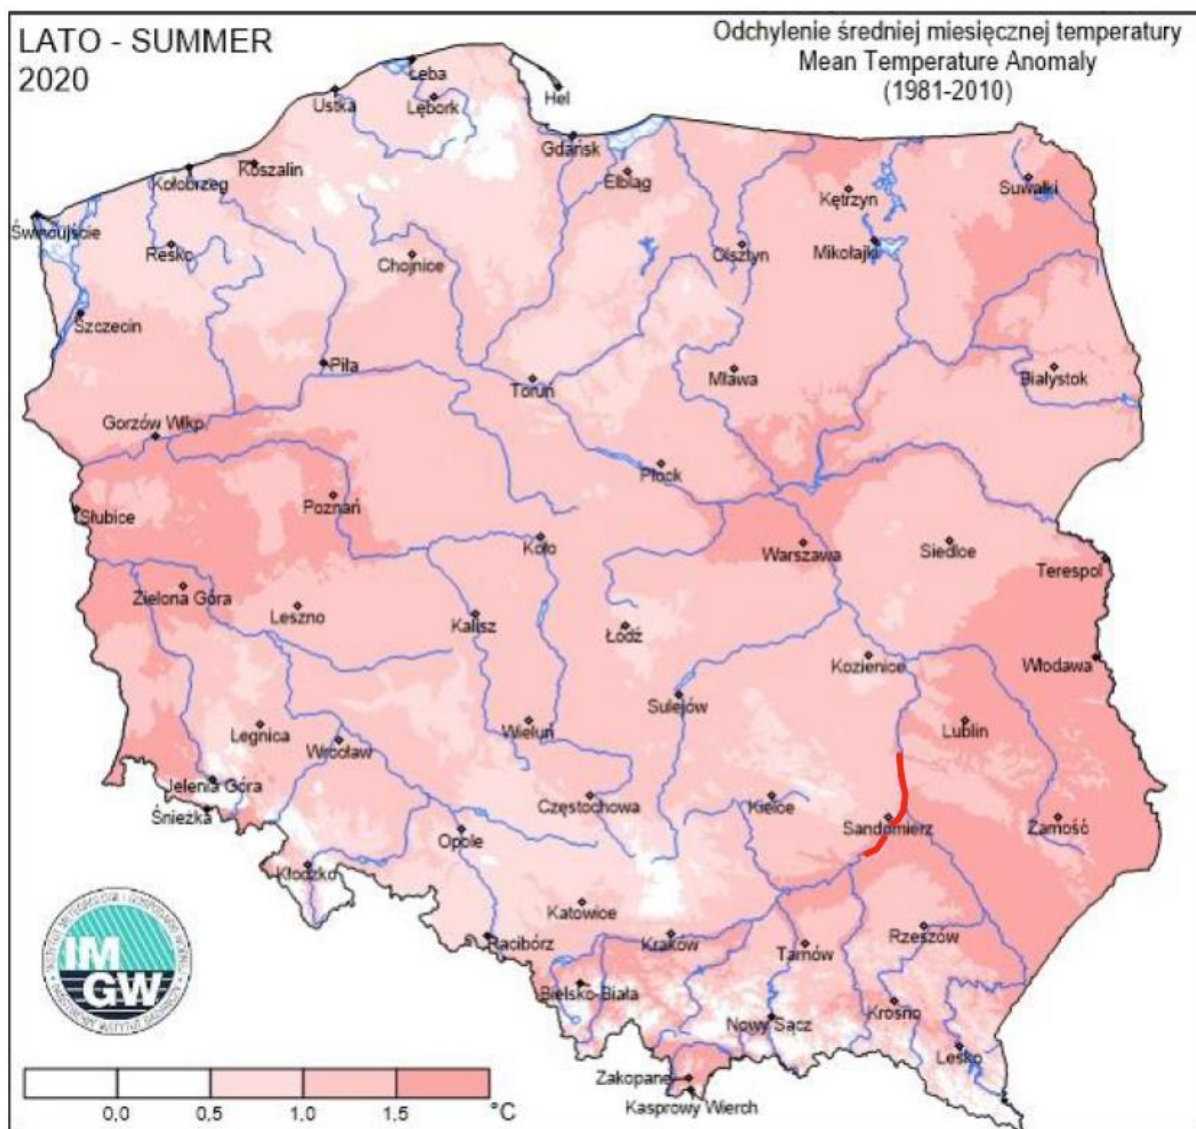 LATO - SUMMER
2020
Odchylenie średniej miesięcznej temperatury
Mean Temperature Anomaly
(1981-2010)
Łeba
Ustka
Lębork
Hel
Gdańsk
Koszalin
Kołobrzeg
Elbląg
Kętrzyn
Suwałki
Świnoujście
Resko
Chojnice
Olsztyn
Mikołajki
Szczecin
Piła
Toruń
Mława
Białystok
Gorzów Wlkp.
Płock
Słubice
Poznań
Koło
Warszawa
Siedlce
Terespol
Zielona Góra
Leszno
Kalisz
Łódź
Kozienice
Włodawa
Sulejów
Legnica
Wrocław
Wieluń
Lublin
Jelenia Góra
Śnieżka
Częstochowa
Kielce
Sandomierz
Zamość
Opole
Kłodzko
Katowice
Racibórz
Kraków
Tarnów
Rzeszów
Bielsko-Biała
Nowy Sącz
Krosno
Lesko
Zakopane
Kasprowy Wierch
IM
GW
0,0 0,5 1,0 1,5 °C